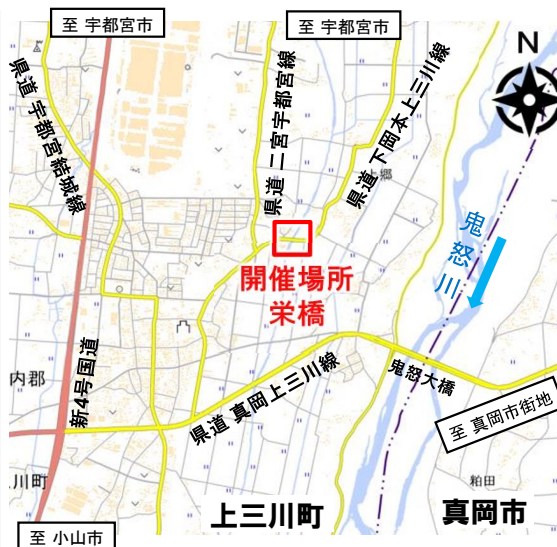 至 宇都宮市
至 宇都宮市
N
県道 宇都宮結城線
県道 二宮宇都宮線
県道 下岡本上三川線
郷
鬼怒川
開催場所
栄橋
新4号国道
内郡
県道 真岡上三川線
鬼怒大橋
至 真岡市街地
川町
粕田
上三川町
真岡市
至 小山市